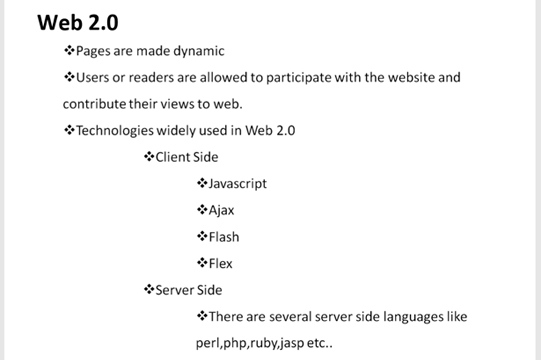 Web 2.0
❖Pages are made dynamic
❖Users or readers are allowed to participate with the website and
contribute their views to web.
❖Technologies widely used in Web 2.0
❖Client Side
❖Javascript
❖Ajax
❖Flash
❖Flex
❖Server Side
❖There are several server side languages like
perl,php,ruby,jasp etc..